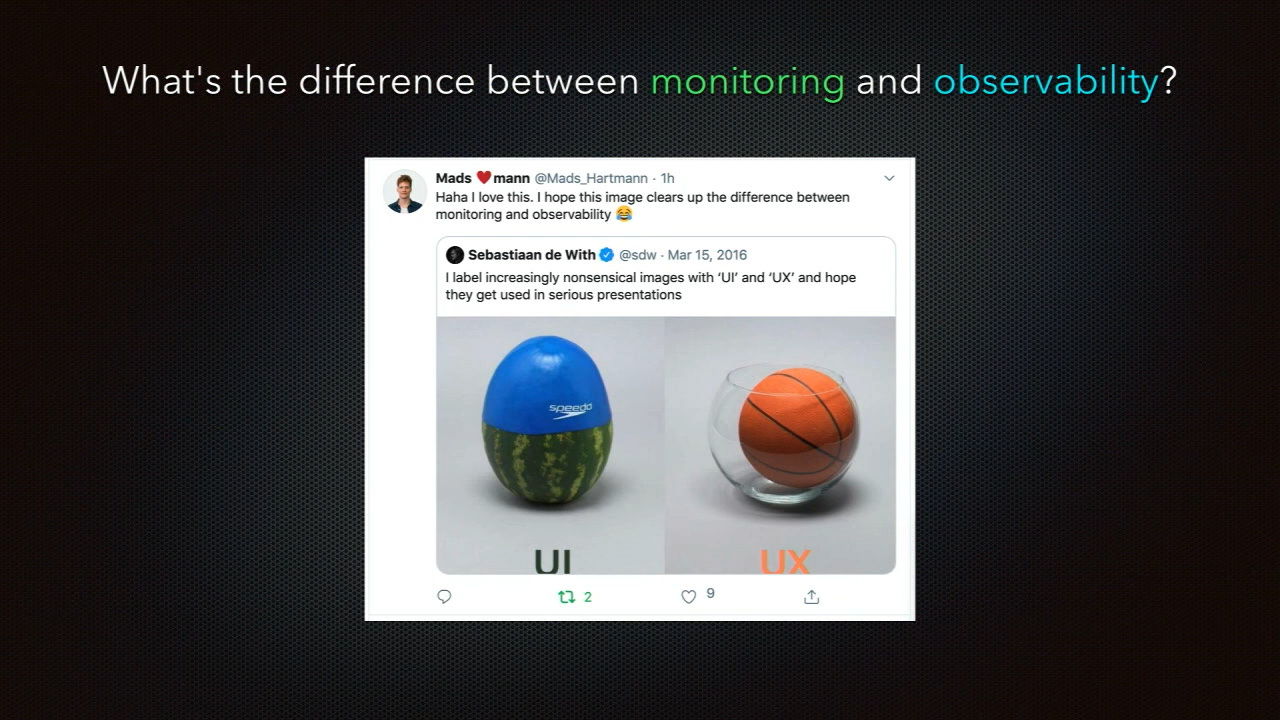 What's the difference between monitoring and observability?
Mads ❤️mann @Mads_Hartmann · 1h
Haha I love this. I hope this image clears up the difference between
monitoring and observability 😂
Sebastiaan de With @sdw · Mar 15, 2016
I label increasingly nonsensical images with ‘UI’ and ‘UX’ and hope
they get used in serious presentations
speedo
UI
UX
2
9